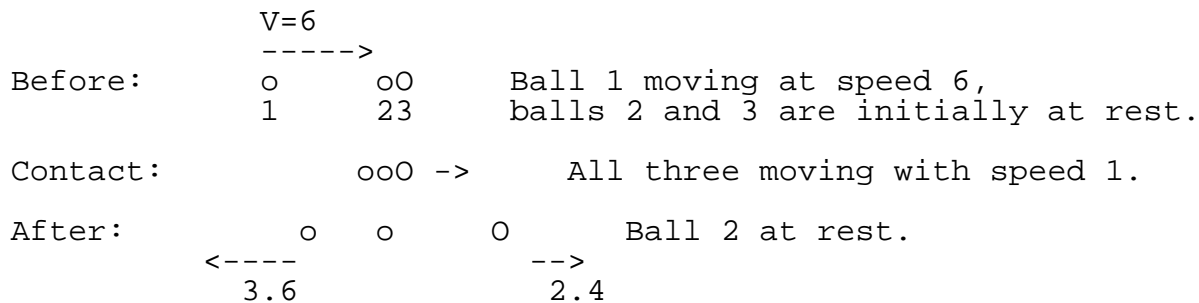 V=6
----->
Before: o oO Ball 1 moving at speed 6,
1 23 balls 2 and 3 are initially at rest.
Contact: ooO -> All three moving with speed 1.
After: o o O Ball 2 at rest.
<---- -->
3.6 2.4